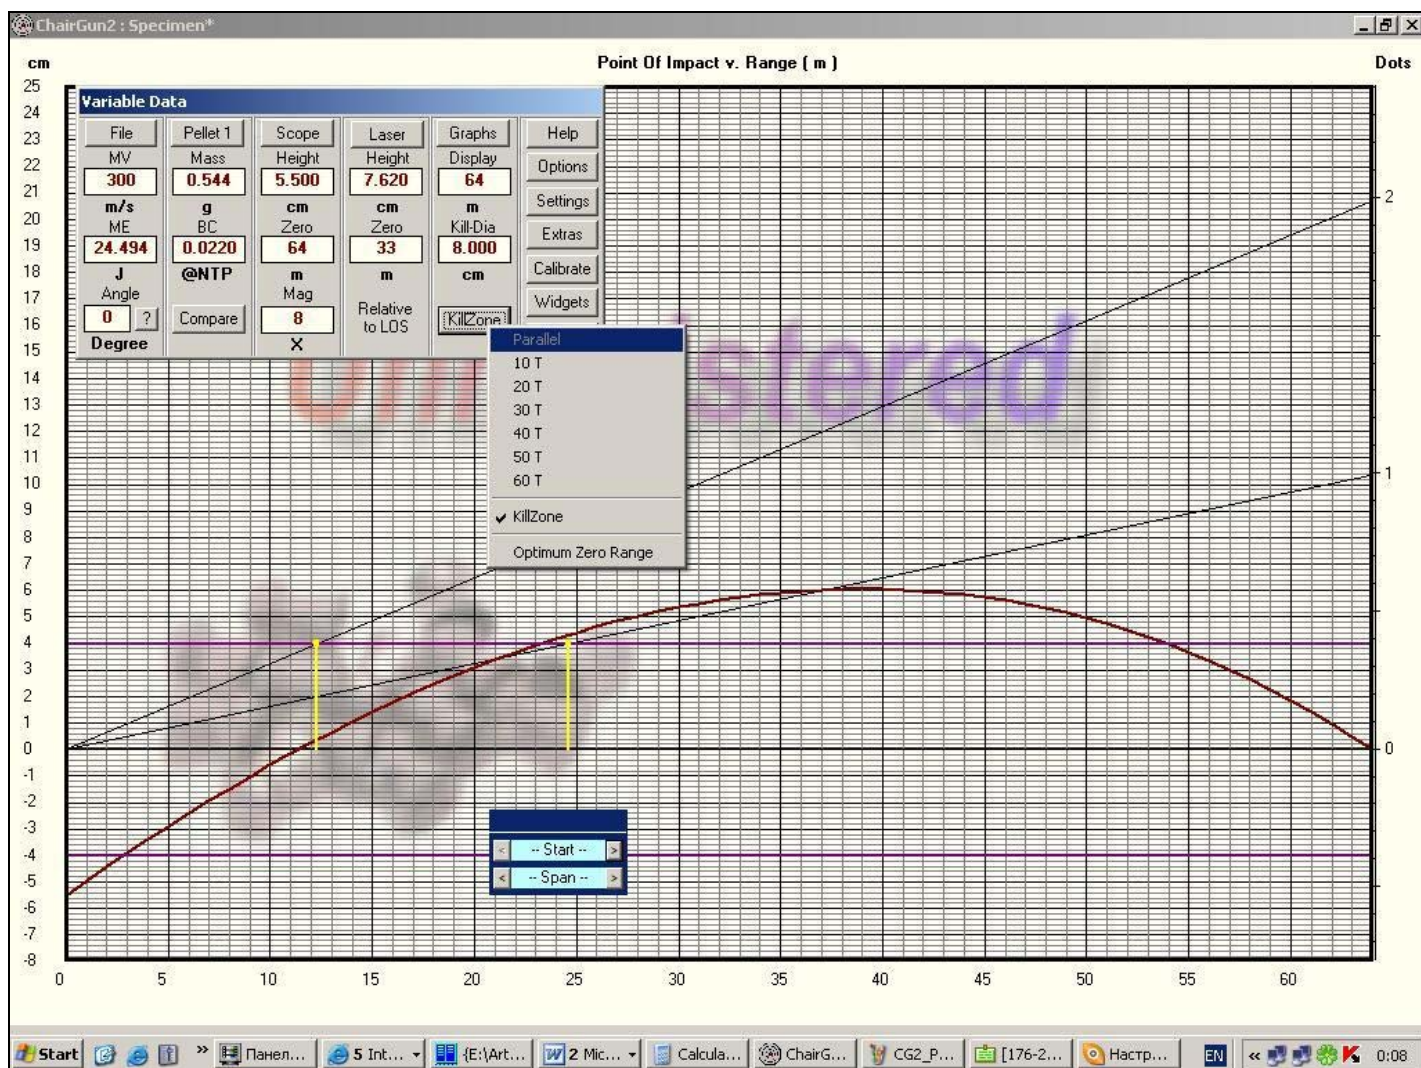 ChairGun2 : Specimen*
cm
Point Of Impact v. Range ( m )
Dots
25
24
23
22
21
20
19
18
17
16
15
14
13
12
11
10
9
8
7
6
5
4
3
2
1
0
-1
-2
-3
-4
-5
-6
-7
-8
Variable Data
File Pellet 1 Scope Laser Graphs Help
MV Mass Height Height Display Options
300 0.544 5.500 7.620 64
m/s g cm cm m Settings
ME BC Zero Zero Kill-Dia Extras
24.494 0.0220 64 33 8.000
J @NTP m m cm Calibrate
Angle Mag Widgets
0 ? Compare 8 Relative to LOS KillZone
Degree X
Parallel
10 T
20 T
30 T
40 T
50 T
60 T
KillZone
Optimum Zero Range
< -- Start -- >
< -- Span -- >
2
1
0
0 5 10 15 20 25 30 35 40 45 50 55 60
Start » Панел... 5 Int... {E:\Art... 2 Mic... Calcula... ChairG... CG2_P... [176-2... Настр... EN « 0:08